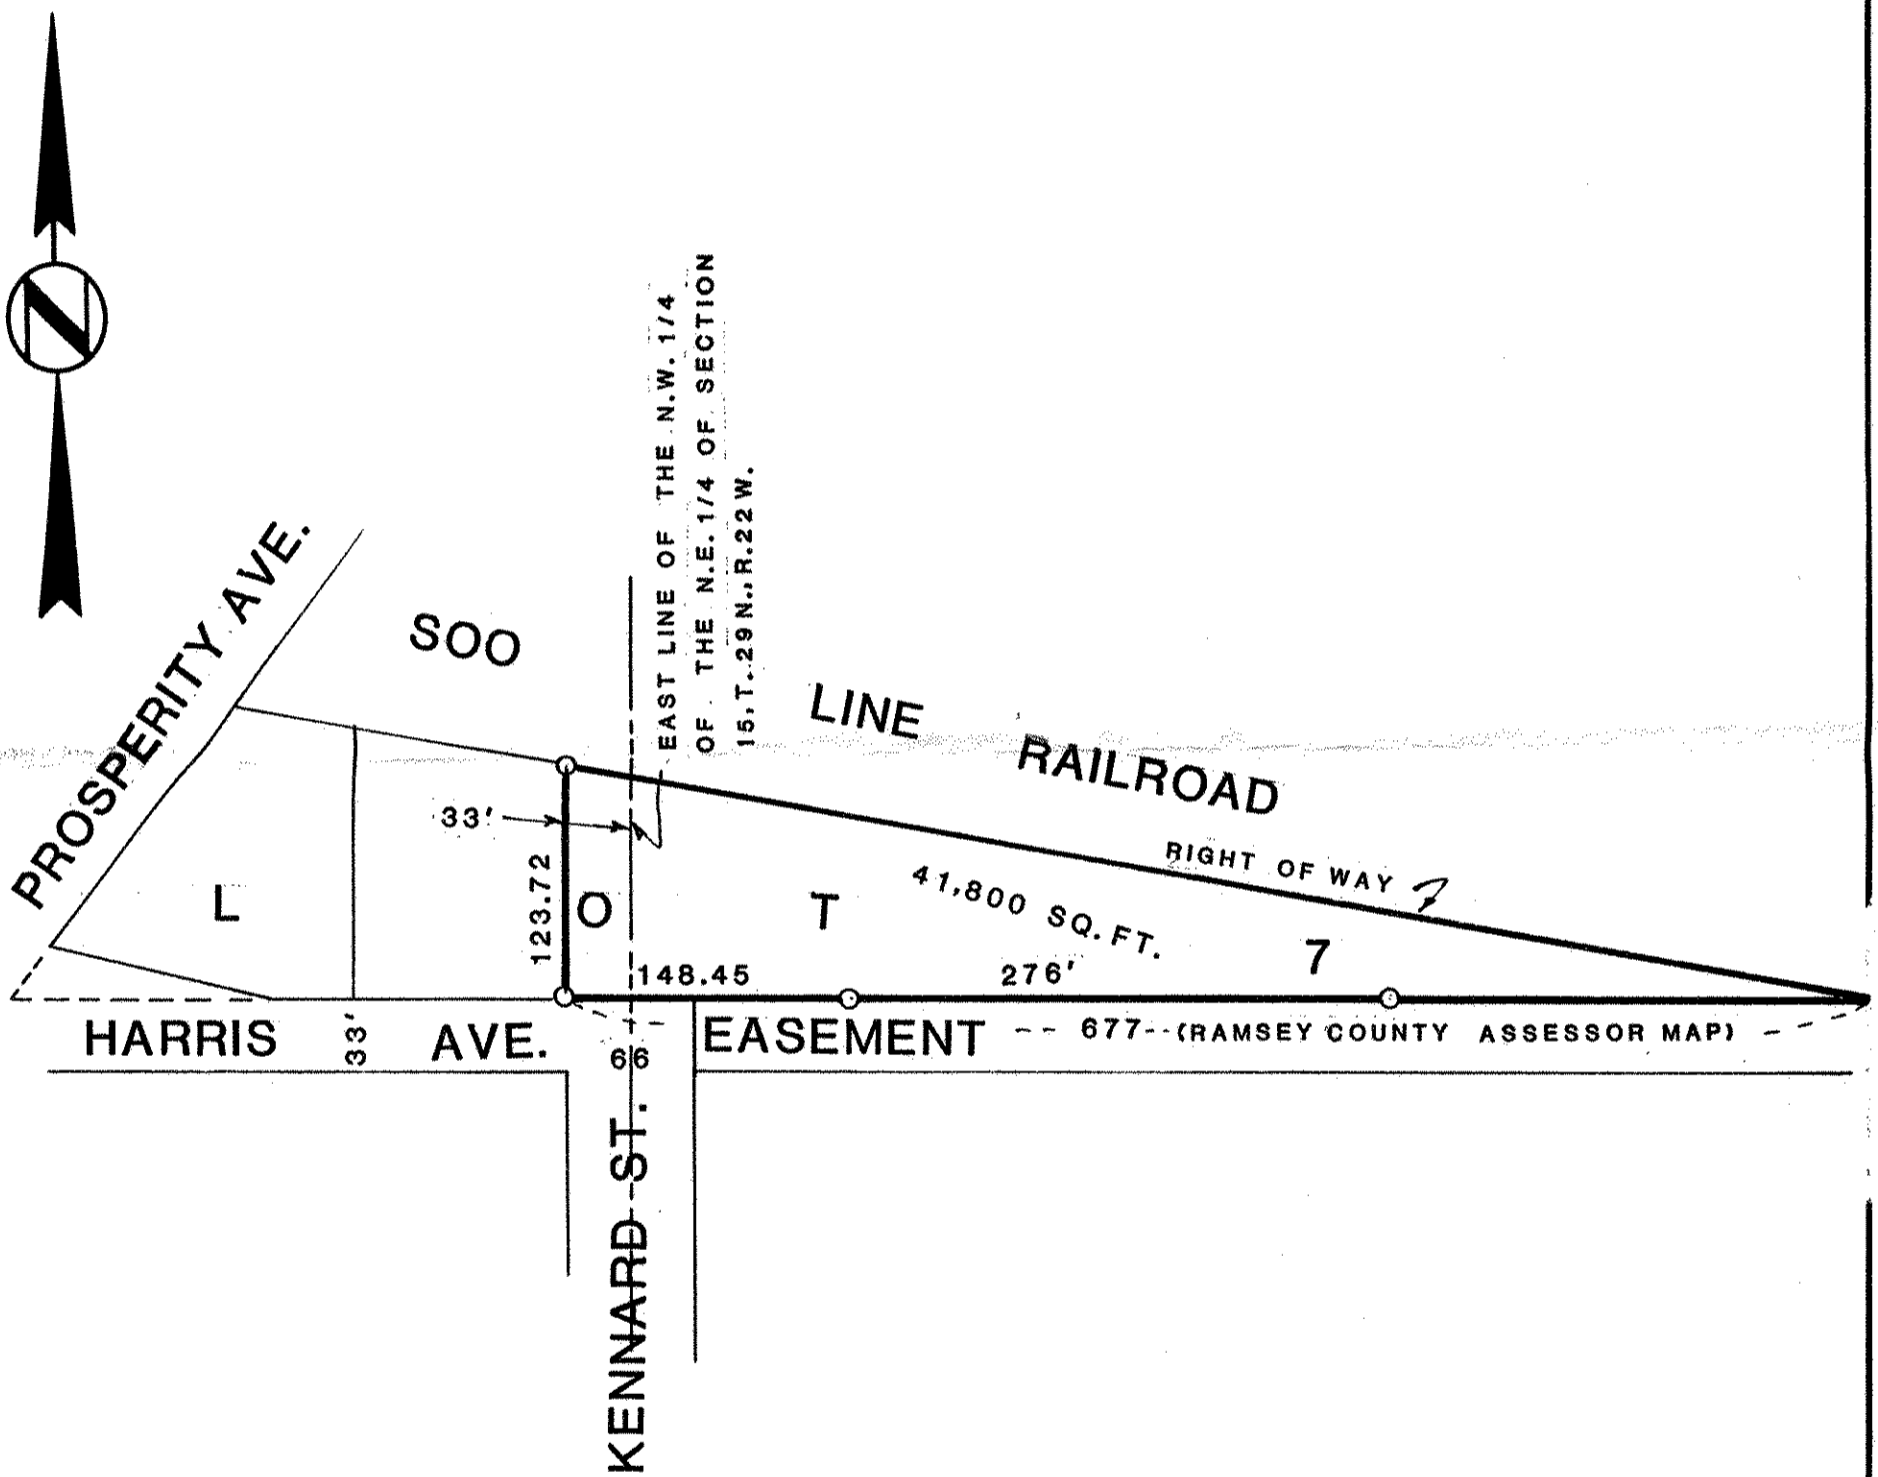 N
EAST LINE OF THE N.W. 1/4
OF THE N.E. 1/4 OF SECTION
15, T. 29 N., R. 22 W.
PROSPERITY AVE.
SOO LINE RAILROAD
RIGHT OF WAY
33'
123.72
L O T 7
41,800 SQ. FT.
148.45
276'
HARRIS AVE.
33'
66
EASEMENT -- 677--(RAMSEY COUNTY ASSESSOR MAP)
KENNARD ST.